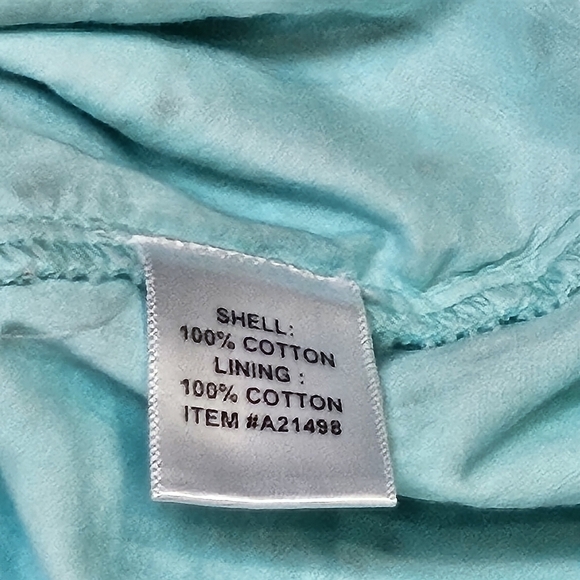 SHELL:
100% COTTON
LINING :
100% COTTON
ITEM #A21498